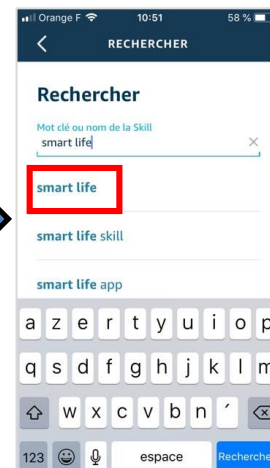 Orange F 10:51 58 %
RECHERCHER
Rechercher
Mot clé ou nom de la Skill
smart life
smart life
smart life skill
smart life app
a z e r t y u i o p
q s d f g h j k l m
w x c v b n ´
123 espace Rechercher